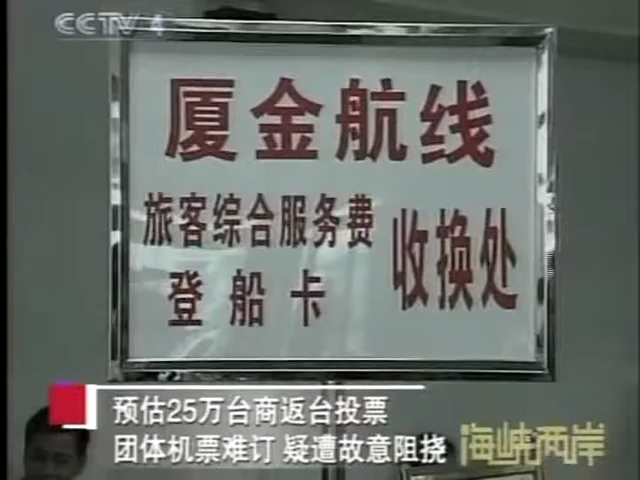 CCTV 4
厦金航线
旅客综合服务费
登船卡
收换处
预估25万台商返台投票
团体机票难订 疑遭故意阻挠
海峡两岸